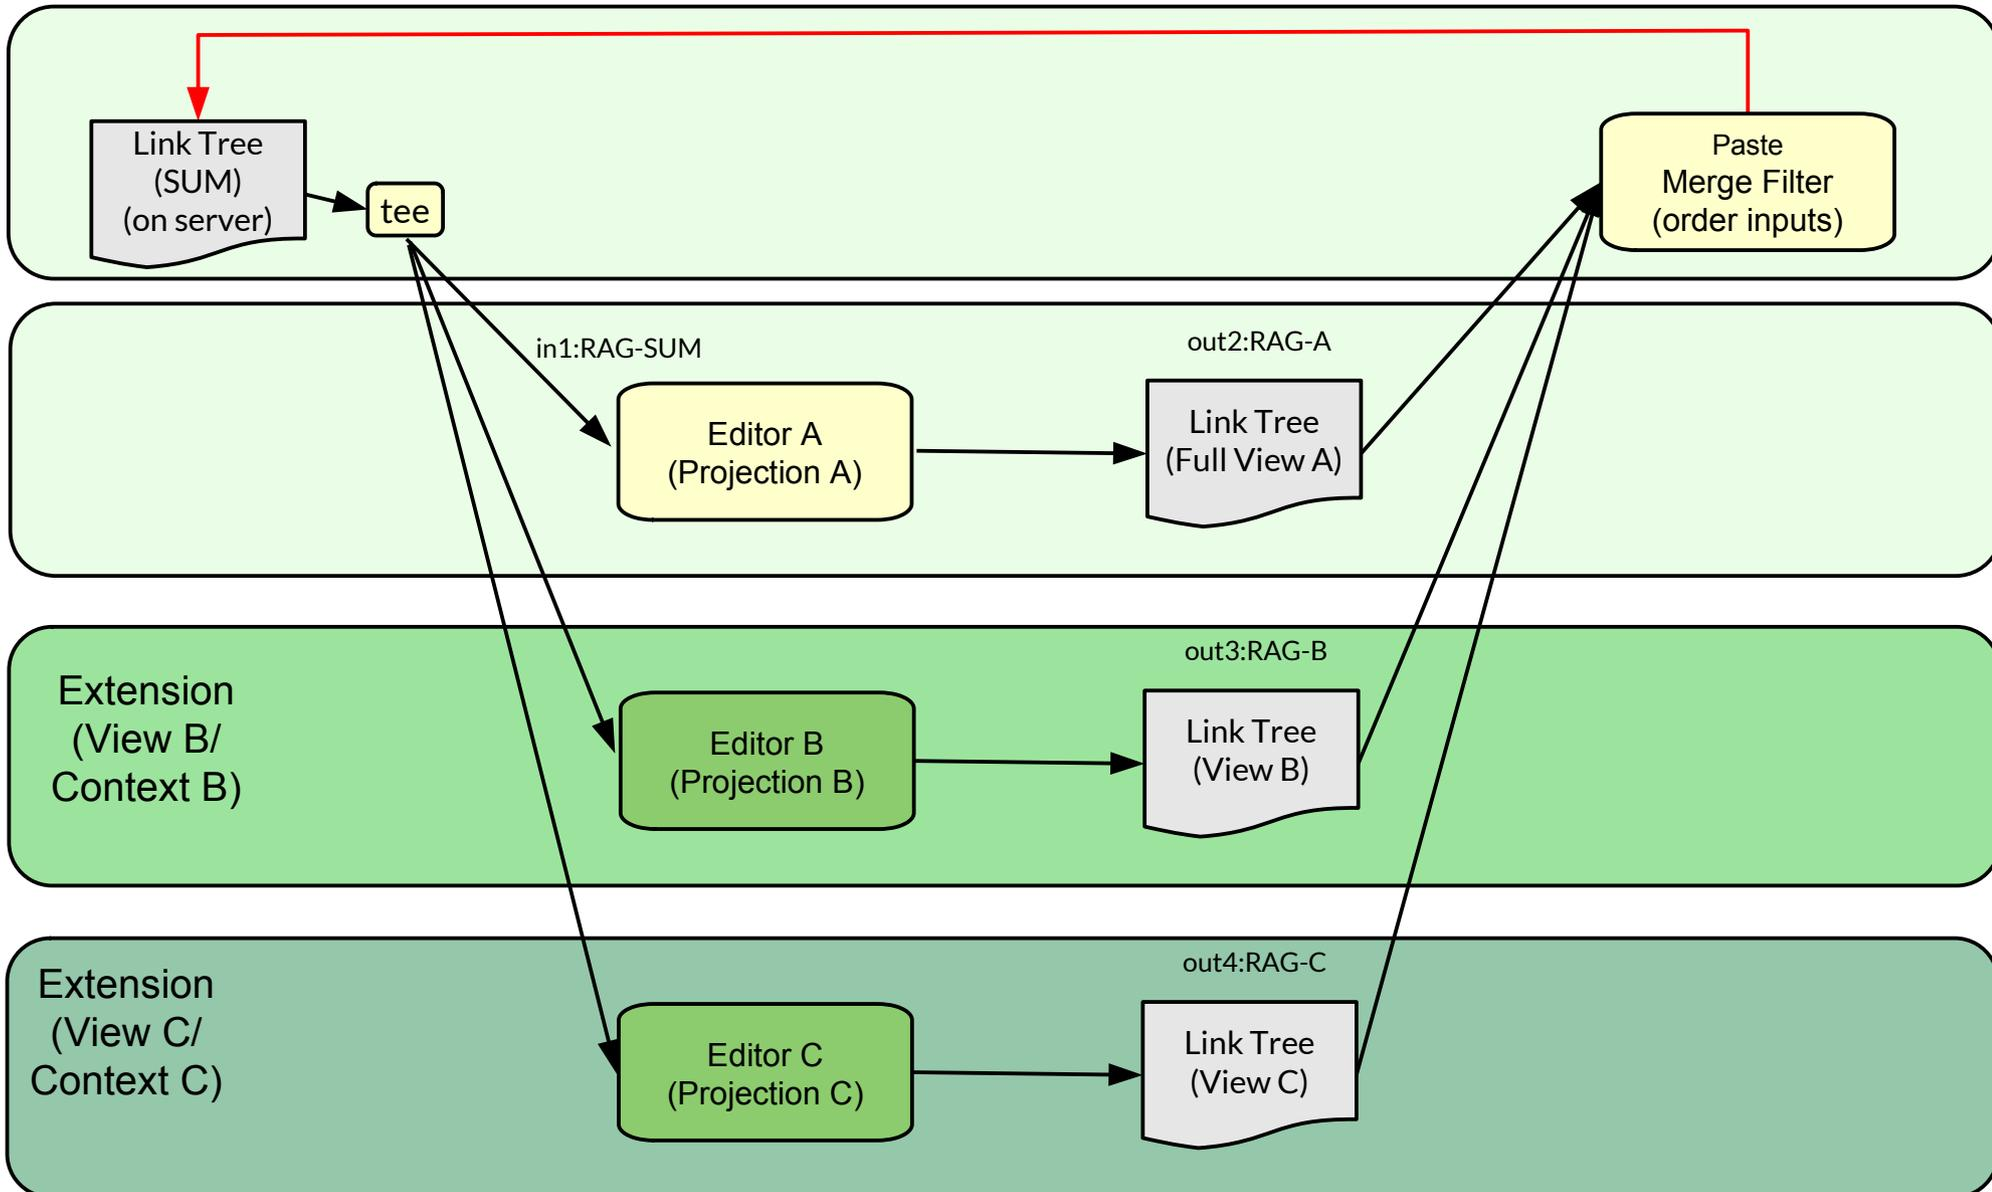 Link Tree
(SUM)
(on server)
tee
Paste
Merge Filter
(order inputs)
in1:RAG-SUM
out2:RAG-A
Editor A
(Projection A)
Link Tree
(Full View A)
Extension
(View B/
Context B)
out3:RAG-B
Editor B
(Projection B)
Link Tree
(View B)
Extension
(View C/
Context C)
out4:RAG-C
Editor C
(Projection C)
Link Tree
(View C)